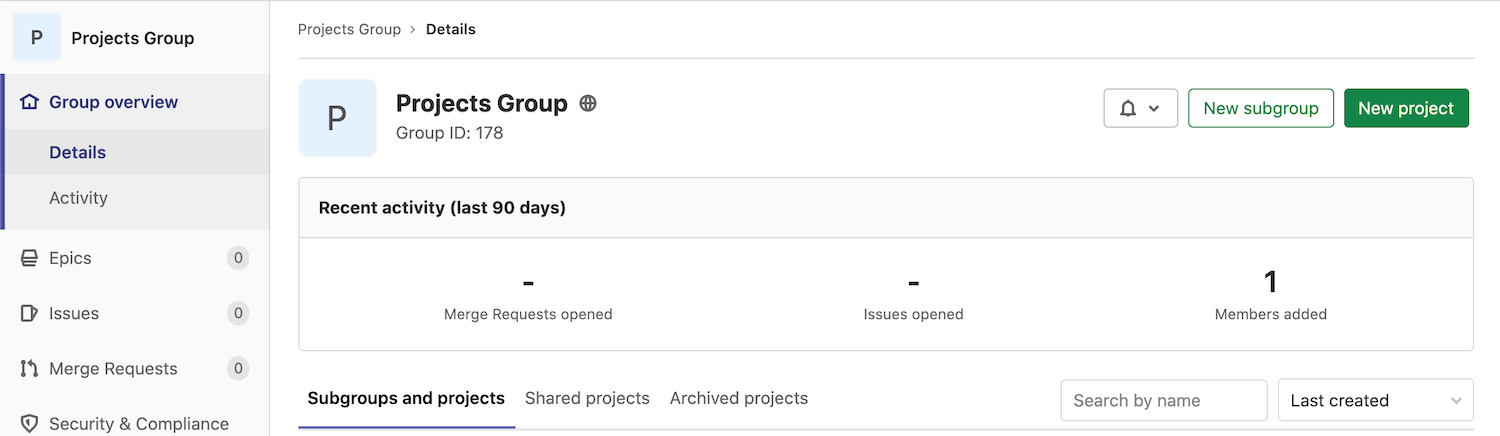 P Projects Group
Group overview
Details
Activity
Epics 0
Issues 0
Merge Requests 0
Security & Compliance
Projects Group › Details
P
Projects Group
Group ID: 178
New subgroup
New project
Recent activity (last 90 days)
- - 1
Merge Requests opened Issues opened Members added
Subgroups and projects Shared projects Archived projects
Search by name
Last created